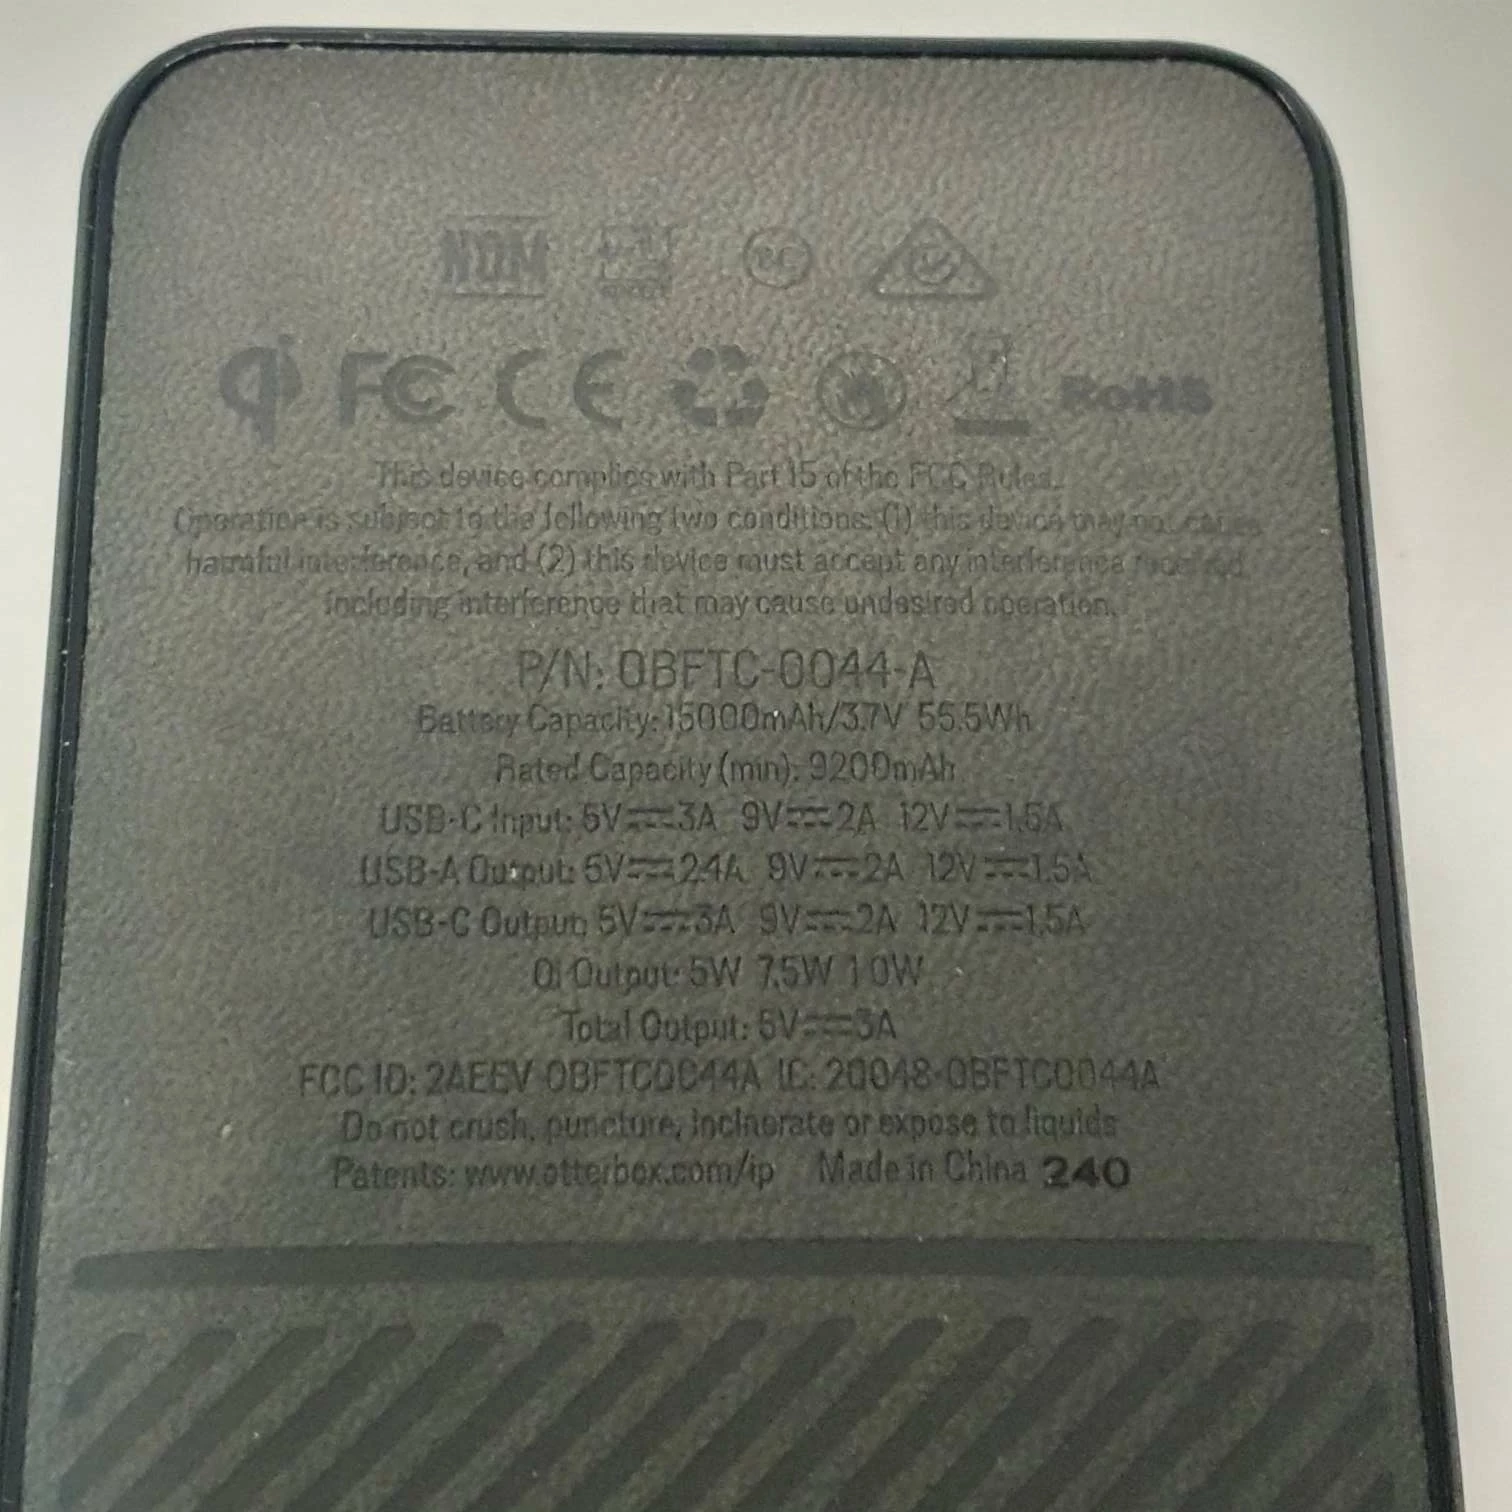 NOM
Qi FC CE RoHS
This device complies with Part 15 of the FCC Rules.
Operation is subject to the following two conditions: (1) this device may not cause
harmful interference, and (2) this device must accept any interference received,
including interference that may cause undesired operation.
P/N: OBFTC-0044-A
Battery Capacity: 15000mAh/3.7V 55.5Wh
Rated Capacity (min): 9200mAh
USB-C Input: 5V⎓3A 9V⎓2A 12V⎓1.5A
USB-A Output: 5V⎓2.4A 9V⎓2A 12V⎓1.5A
USB-C Output: 5V⎓3A 9V⎓2A 12V⎓1.5A
Qi Output: 5W 7.5W 10W
Total Output: 5V⎓3A
FCC ID: 2AEEV-OBFTC0044A IC: 20048-OBFTC0044A
Do not crush, puncture, incinerate or expose to liquids
Patents: www.otterbox.com/ip Made in China 240